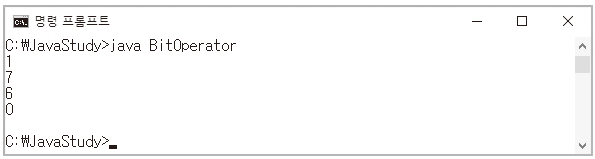 명령 프롬프트
C:₩JavaStudy>java BitOperator
1
7
6
0
C:₩JavaStudy>